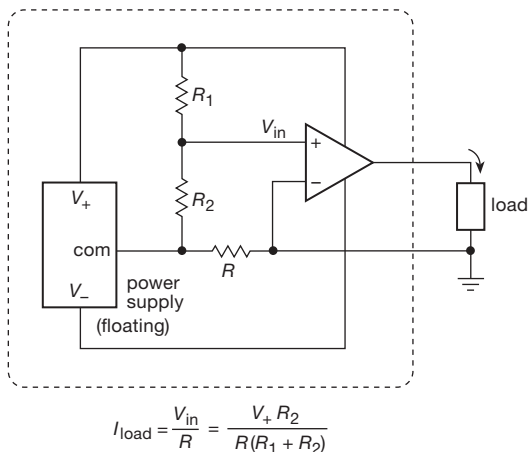 R1
Vin
+
−
R2
V+
com
V−
R
power
supply
(floating)
load
Iload = Vin / R = V+ R2 / R(R1 + R2)